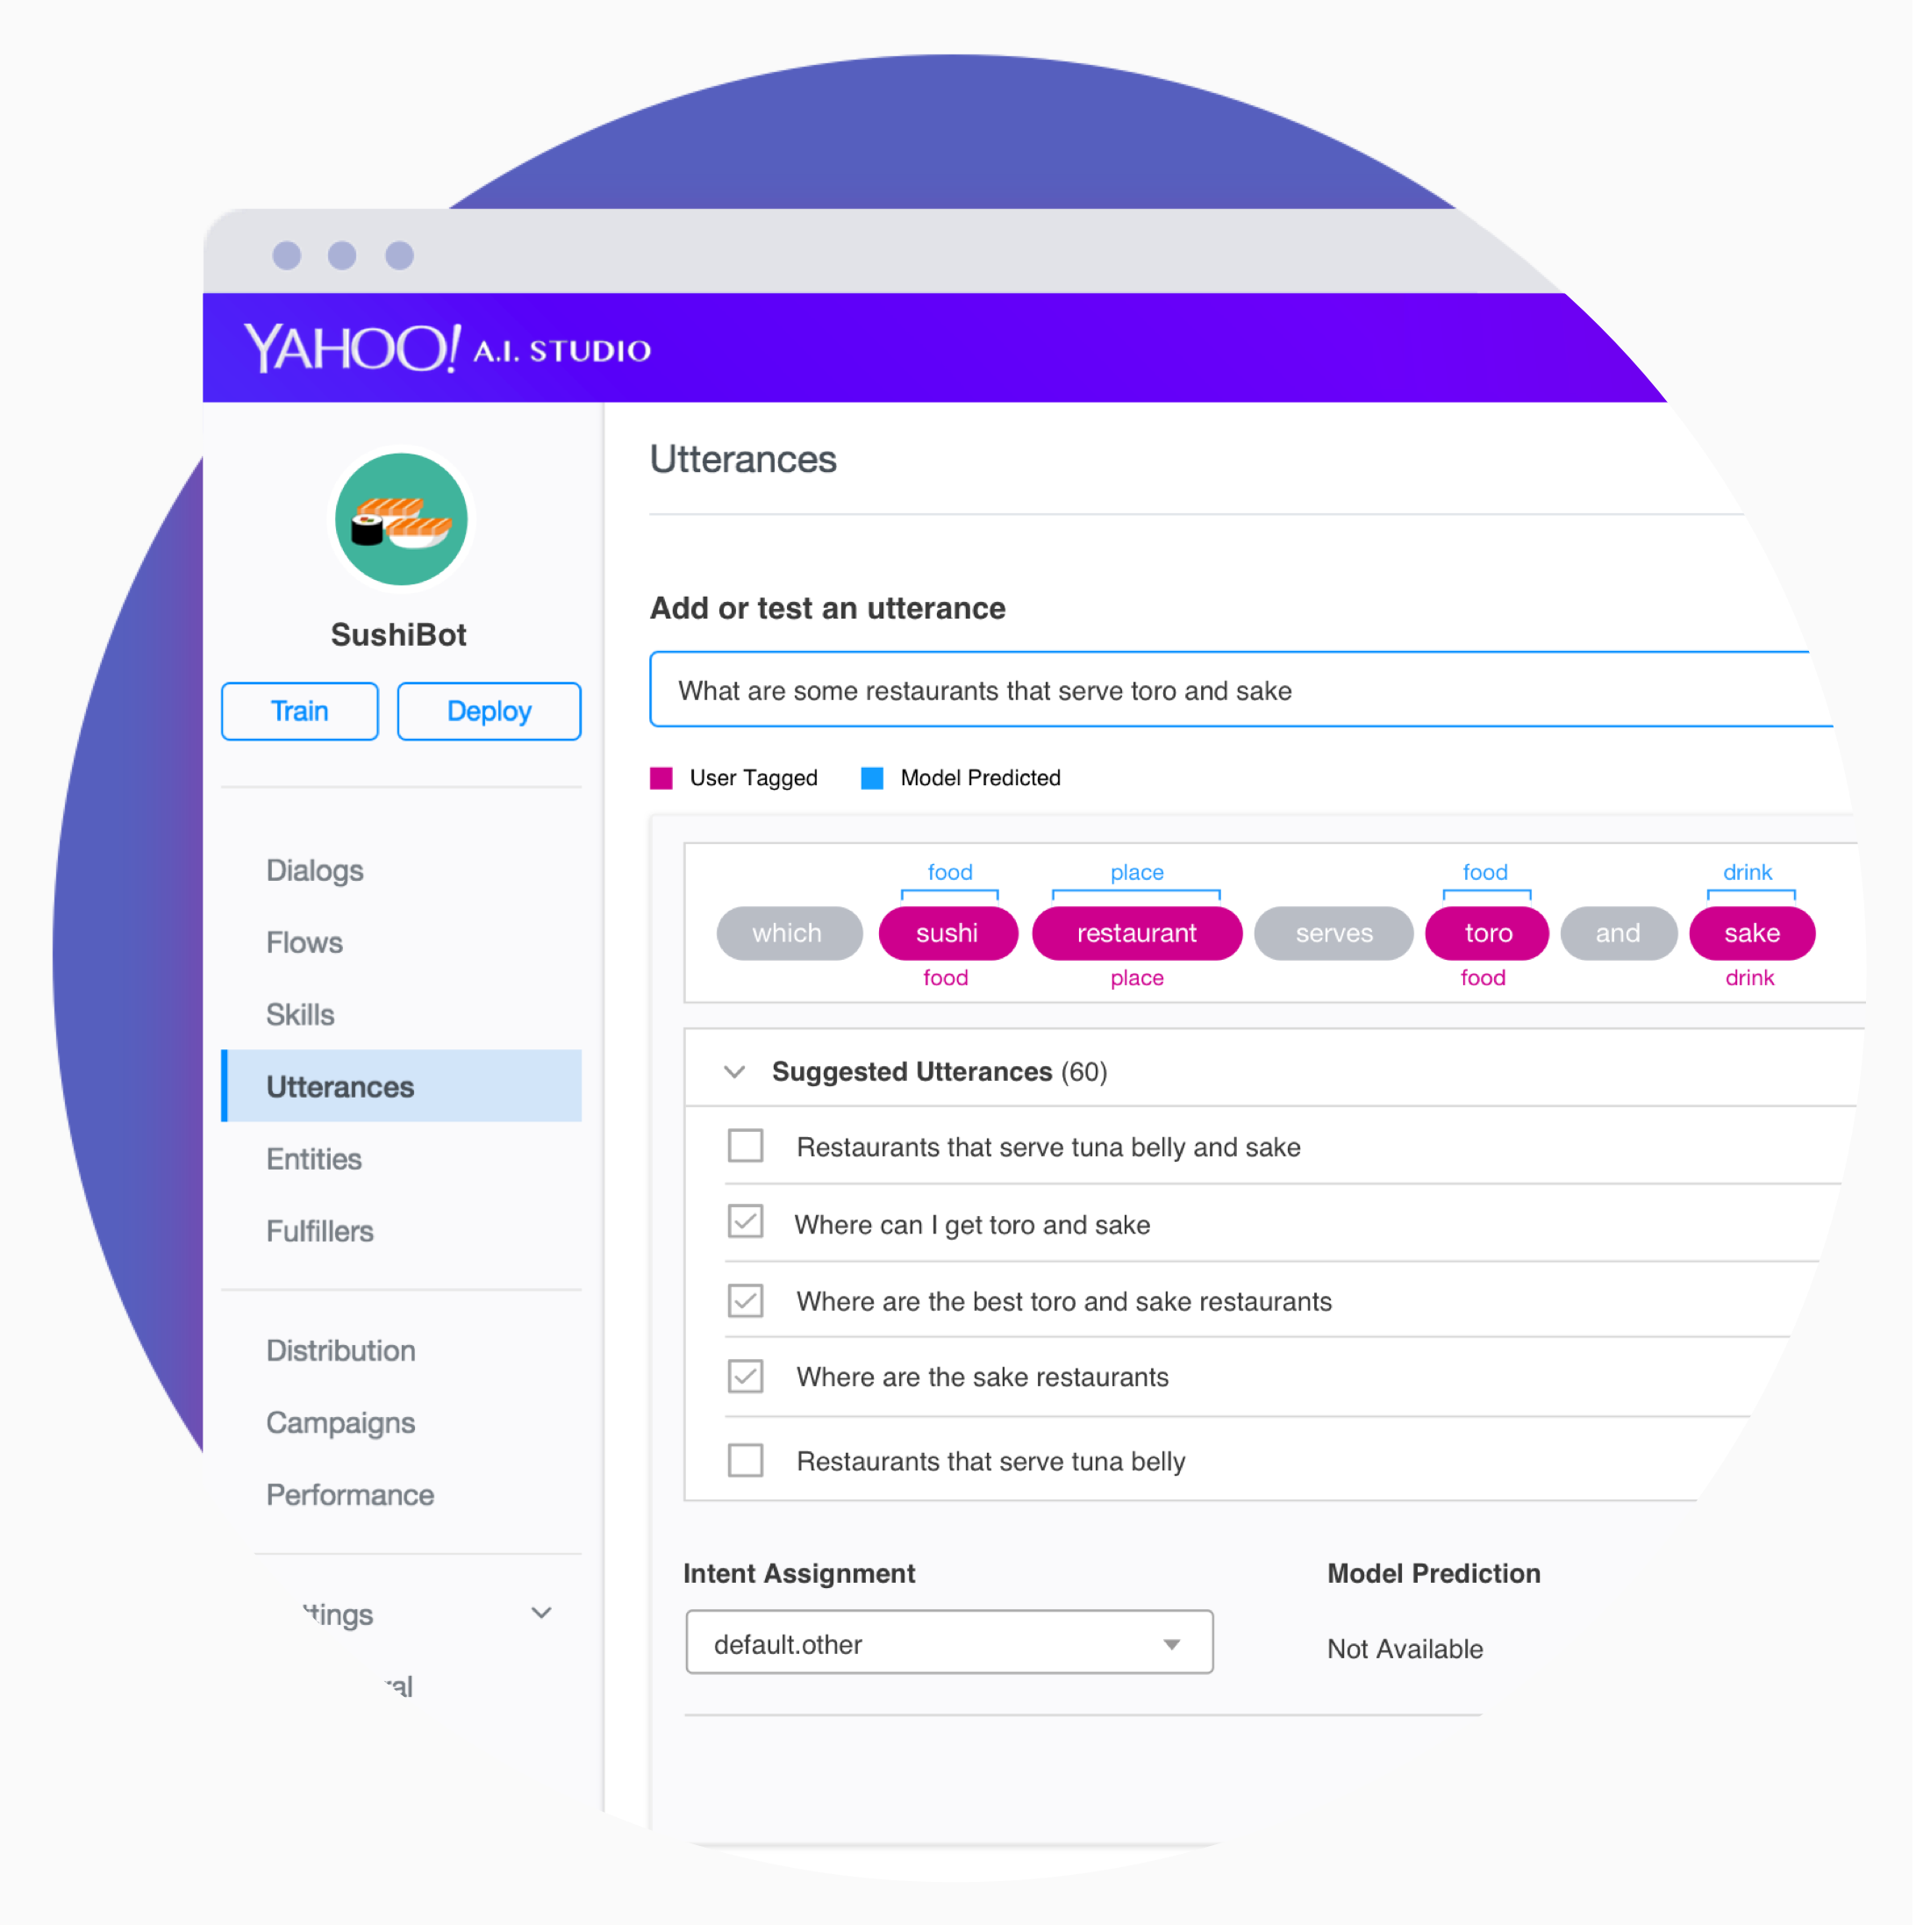 YAHOO! A.I. STUDIO
SushiBot
Train
Deploy
Dialogs
Flows
Skills
Utterances
Entities
Fulfillers
Distribution
Campaigns
Performance
Utterances
Add or test an utterance
What are some restaurants that serve toro and sake
User Tagged Model Predicted
food place food drink
which sushi restaurant serves toro and sake
food place food drink
Suggested Utterances (60)
Restaurants that serve tuna belly and sake
Where can I get toro and sake
Where are the best toro and sake restaurants
Where are the sake restaurants
Restaurants that serve tuna belly
Intent Assignment
default.other
Model Prediction
Not Available